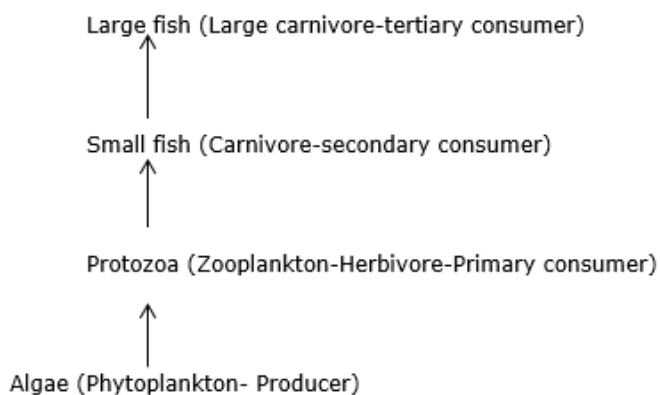 Large fish (Large carnivore-tertiary consumer)
Small fish (Carnivore-secondary consumer)
Protozoa (Zooplankton-Herbivore-Primary consumer)
Algae (Phytoplankton- Producer)